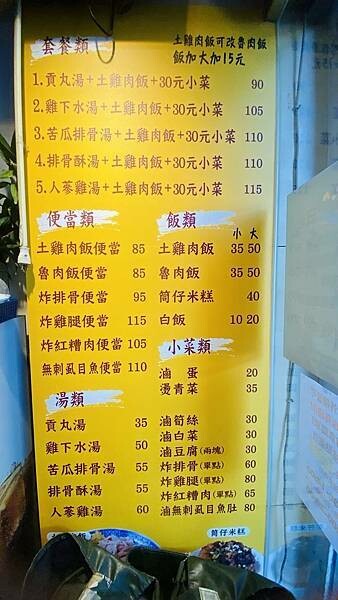 套餐類
土雞肉飯可改魯肉飯
飯加大加15元
1.貢丸湯+土雞肉飯+30元小菜 90
2.雞下水湯+土雞肉飯+30元小菜 105
3.苦瓜排骨湯+土雞肉飯+30元小菜 110
4.排骨酥湯+土雞肉飯+30元小菜 110
5.人蔘雞湯+土雞肉飯+30元小菜 115
便當類
土雞肉飯便當 85
魯肉飯便當 85
炸排骨便當 95
炸雞腿便當 115
炸紅糟肉便當 105
無刺虱目魚便當 110
湯類
貢丸湯 35
雞下水湯 50
苦瓜排骨湯 55
排骨酥湯 55
人蔘雞湯 60
飯類
小 大
土雞肉飯 35 50
魯肉飯 35 50
筒仔米糕 40
白飯 10 20
小菜類
滷 蛋 20
燙青菜 35
滷筍絲 30
滷白菜 30
滷豆腐(兩塊) 30
炸排骨(單點) 60
炸雞腿(單點) 80
炸紅糟肉(單點) 65
滷無刺虱目魚肚 80
筒仔米糕